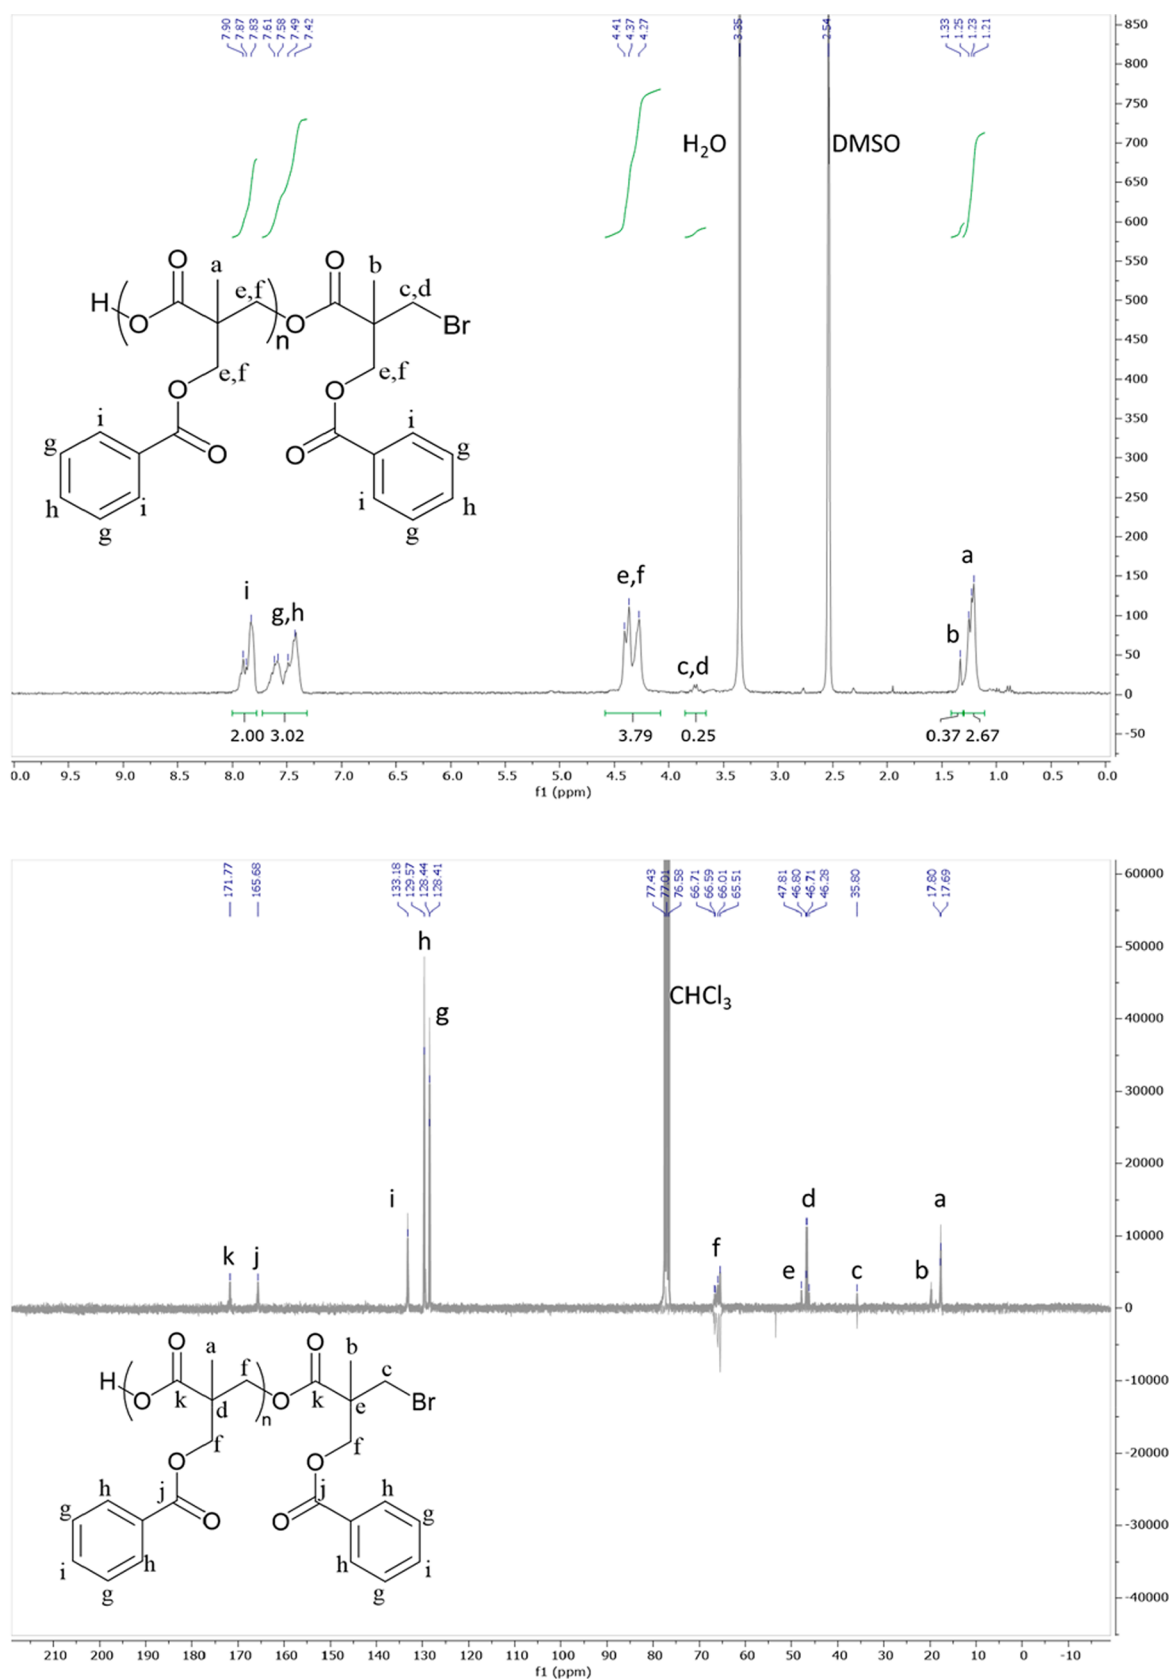 7.90 7.87 7.83 7.61 7.58 7.49 7.42 4.41 4.37 4.27 3.35 2.54 1.33 1.25 1.23 1.21
850
800
750
700
650
600
550
500
450
400
350
300
250
200
150
100
50
0
-50
H2O DMSO
O a O b
e,f c,d
H O n O Br
e,f e,f
O O
i O O i
g g
h i i h
g g
i g,h e,f c,d b a
2.00 3.02 3.79 0.25 0.37 2.67
0.0 9.5 9.0 8.5 8.0 7.5 7.0 6.5 6.0 5.5 5.0 4.5 4.0 3.5 3.0 2.5 2.0 1.5 1.0 0.5 0.0
f1 (ppm)
171.77 165.68 133.18 129.57 128.44 128.41 77.43 77.01 76.58 66.71 66.59 66.01 65.51 47.81 46.80 46.71 46.28 35.80 17.80 17.69
60000
50000
40000
30000
20000
10000
0
-10000
-20000
-30000
-40000
h
g
CHCl3
k j i f e d c b a
O a O b
f c
H O k d n O k e Br
f f
O O
h j O O j h
g g
i h h i
g g
210 200 190 180 170 160 150 140 130 120 110 100 90 80 70 60 50 40 30 20 10 0 -10
f1 (ppm)